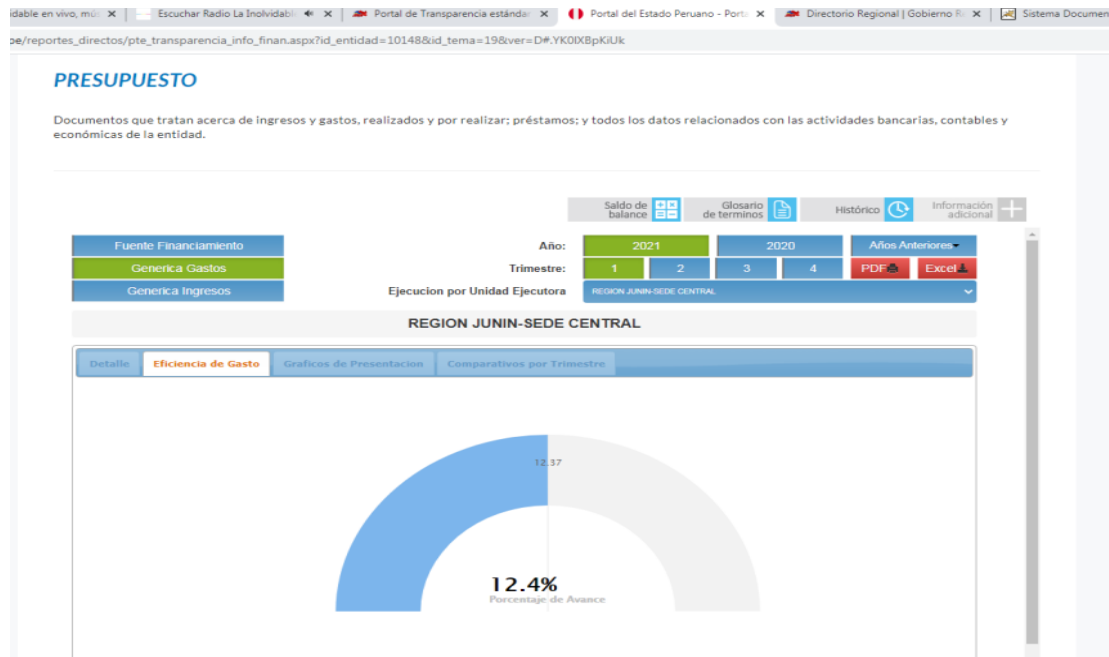 idable en vivo, mús
Escuchar Radio La Inolvidabl
Portal de Transparencia estándar
Portal del Estado Peruano - Porta
Directorio Regional | Gobierno Re
Sistema Documen
pe/reportes_directos/pte_transparencia_info_finan.aspx?id_entidad=10148&id_tema=19&ver=D#.YK0IXBpKiUk
PRESUPUESTO
Documentos que tratan acerca de ingresos y gastos, realizados y por realizar; préstamos; y todos los datos relacionados con las actividades bancarias, contables y
económicas de la entidad.
Saldo de
balance
Glosario
de terminos
Histórico
Información
adicional
Fuente Financiamiento
Año:
2021
2020
Años Anteriores
Generica Gastos
Trimestre:
1
2
3
4
PDF
Excel
Generica Ingresos
Ejecucion por Unidad Ejecutora
REGION JUNIN-SEDE CENTRAL
REGION JUNIN-SEDE CENTRAL
Detalle
Eficiencia de Gasto
Graficos de Presentacion
Comparativos por Trimestre
12.37
12.4%
Porcentaje de Avance